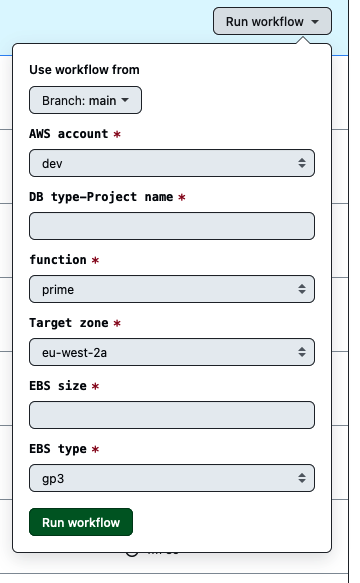 Run workflow
Use workflow from
Branch: main
AWS account *
dev
DB type-Project name *
function *
prime
Target zone *
eu-west-2a
EBS size *
EBS type *
gp3
Run workflow